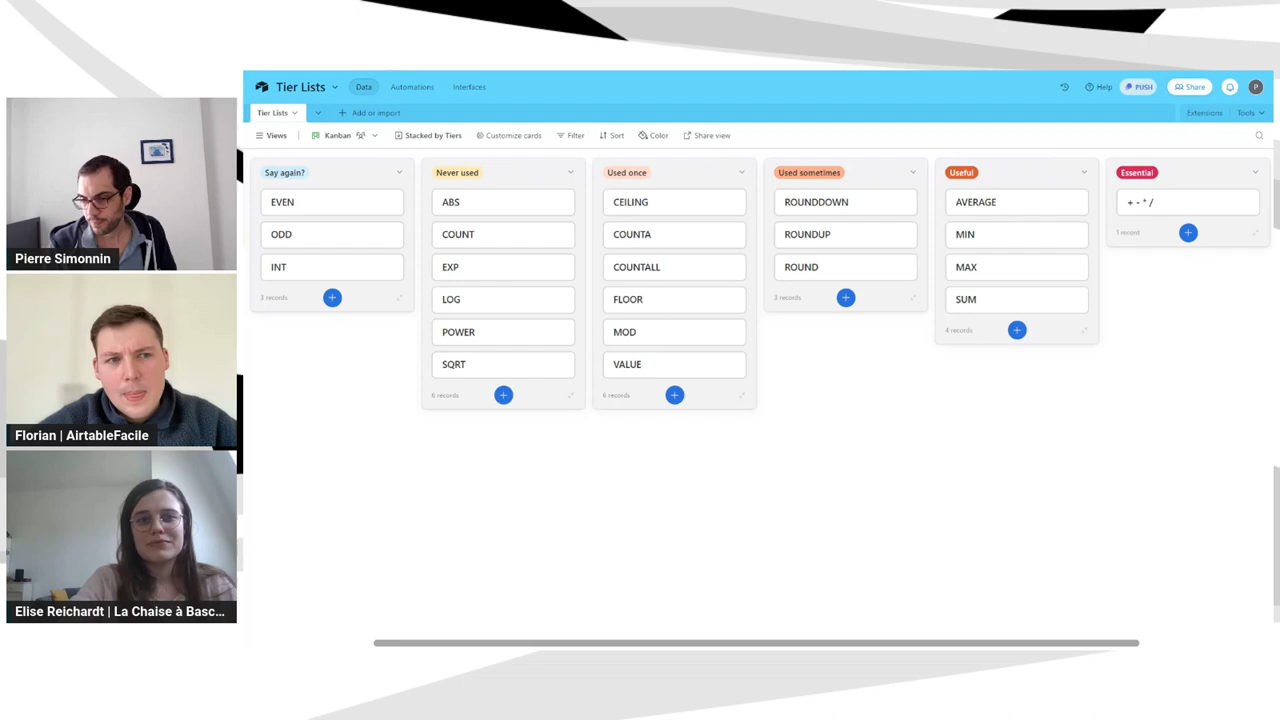 Tier Lists
Data
Automations
Interfaces
Help
PUSH
Share
P
Tier Lists
Add or import
Extensions
Tools
Views
Kanban
Stacked by Tiers
Customize cards
Filter
Sort
Color
Share view
Say again?
EVEN
ODD
INT
3 records
Never used
ABS
COUNT
EXP
LOG
POWER
SQRT
6 records
Used once
CEILING
COUNTA
COUNTALL
FLOOR
MOD
VALUE
6 records
Used sometimes
ROUNDDOWN
ROUNDUP
ROUND
3 records
Useful
AVERAGE
MIN
MAX
SUM
4 records
Essential
+ - * /
1 record
Pierre Simonnin
Florian | AirtableFacile
Elise Reichardt | La Chaise à Basc...